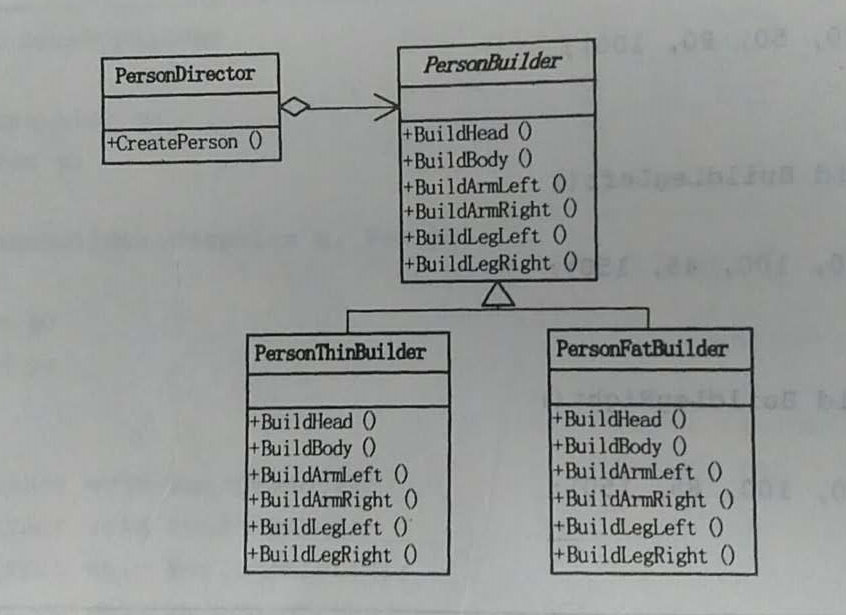 PersonDirector
+CreatePerson ()
PersonBuilder
+BuildHead ()
+BuildBody ()
+BuildArmLeft ()
+BuildArmRight ()
+BuildLegLeft ()
+BuildLegRight ()
PersonThinBuilder
+BuildHead ()
+BuildBody ()
+BuildArmLeft ()
+BuildArmRight ()
+BuildLegLeft ()
+BuildLegRight ()
PersonFatBuilder
+BuildHead ()
+BuildBody ()
+BuildArmLeft ()
+BuildArmRight ()
+BuildLegLeft ()
+BuildLegRight ()